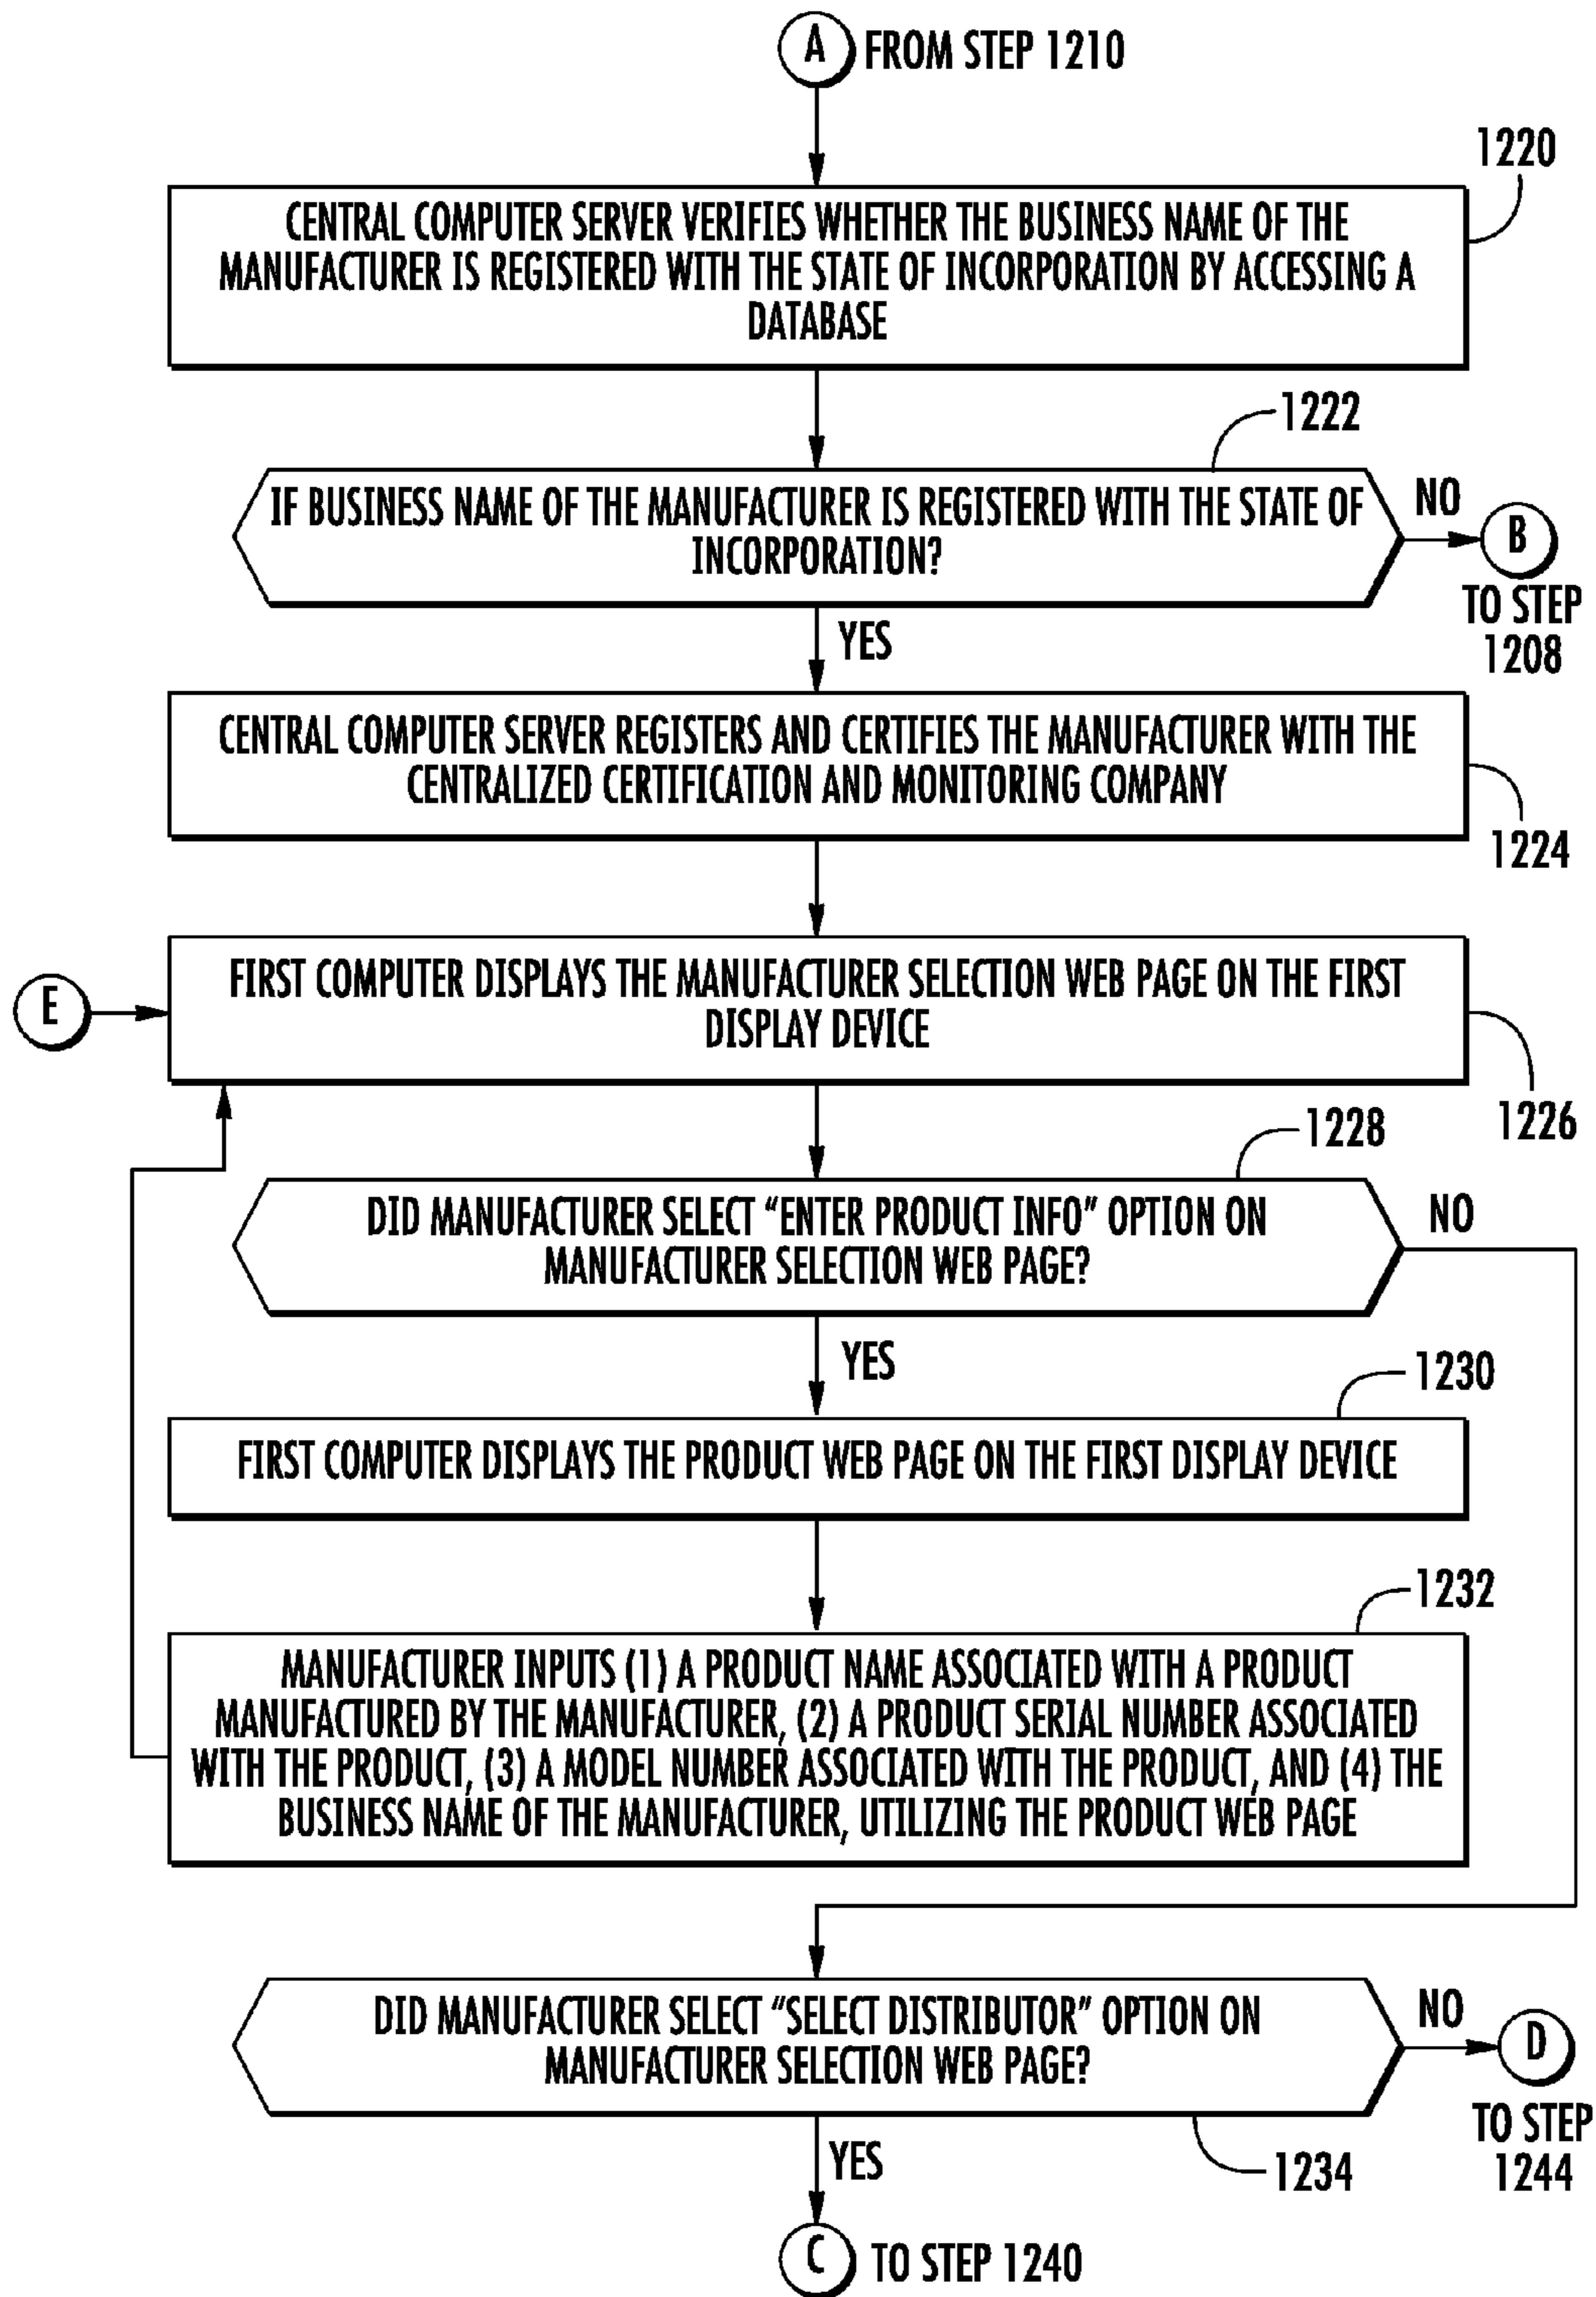 A FROM STEP 1210
1220
CENTRAL COMPUTER SERVER VERIFIES WHETHER THE BUSINESS NAME OF THE
MANUFACTURER IS REGISTERED WITH THE STATE OF INCORPORATION BY ACCESSING A
DATABASE
1222
IF BUSINESS NAME OF THE MANUFACTURER IS REGISTERED WITH THE STATE OF
INCORPORATION?
NO
B
TO STEP
1208
YES
CENTRAL COMPUTER SERVER REGISTERS AND CERTIFIES THE MANUFACTURER WITH THE
CENTRALIZED CERTIFICATION AND MONITORING COMPANY
1224
E
FIRST COMPUTER DISPLAYS THE MANUFACTURER SELECTION WEB PAGE ON THE FIRST
DISPLAY DEVICE
1226
1228
DID MANUFACTURER SELECT "ENTER PRODUCT INFO" OPTION ON
MANUFACTURER SELECTION WEB PAGE?
NO
YES
1230
FIRST COMPUTER DISPLAYS THE PRODUCT WEB PAGE ON THE FIRST DISPLAY DEVICE
1232
MANUFACTURER INPUTS (1) A PRODUCT NAME ASSOCIATED WITH A PRODUCT
MANUFACTURED BY THE MANUFACTURER, (2) A PRODUCT SERIAL NUMBER ASSOCIATED
WITH THE PRODUCT, (3) A MODEL NUMBER ASSOCIATED WITH THE PRODUCT, AND (4) THE
BUSINESS NAME OF THE MANUFACTURER, UTILIZING THE PRODUCT WEB PAGE
DID MANUFACTURER SELECT "SELECT DISTRIBUTOR" OPTION ON
MANUFACTURER SELECTION WEB PAGE?
NO
D
TO STEP
1244
YES
1234
C TO STEP 1240